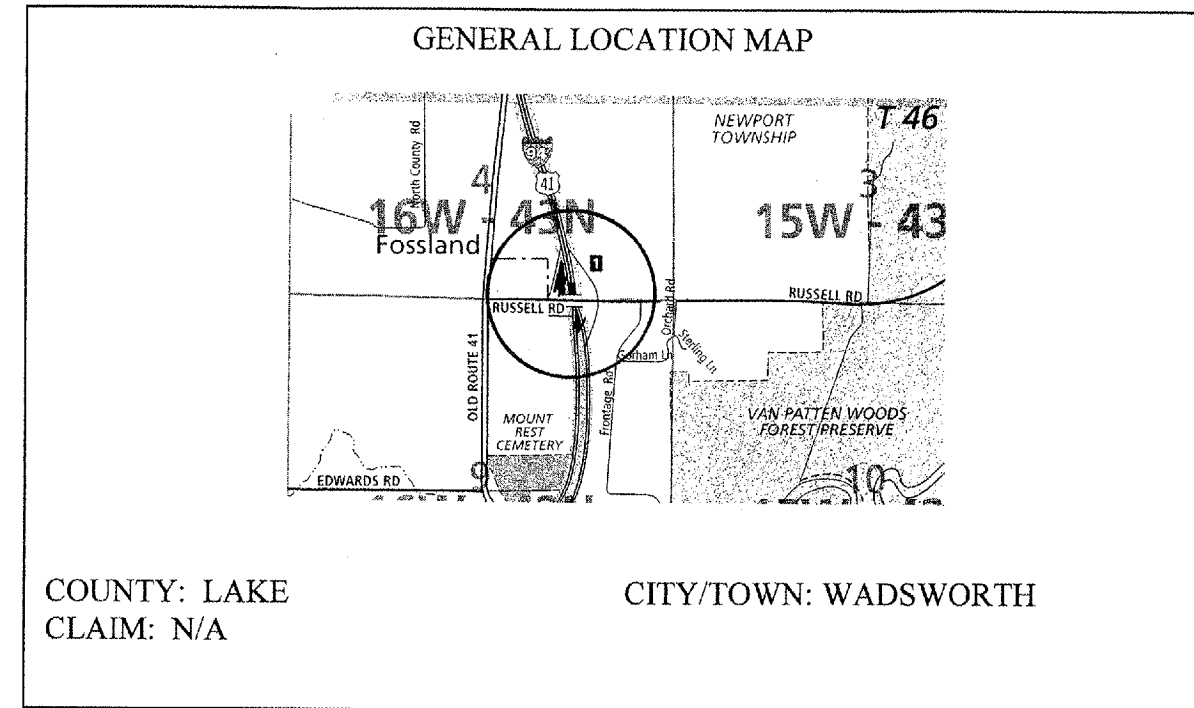 GENERAL LOCATION MAP
NEWPORT
TOWNSHIP
T 46
North County Rd
94
41
4
3
16W - 43N
15W - 43
Fossland
1
RUSSELL RD
RUSSELL RD
Orchard Rd
Sterling Ln
Gorham Ln
OLD ROUTE 41
Frontage Rd
MOUNT
REST
CEMETERY
VAN PATTEN WOODS
FOREST PRESERVE
9
10
EDWARDS RD
COUNTY: LAKE
CITY/TOWN: WADSWORTH
CLAIM: N/A